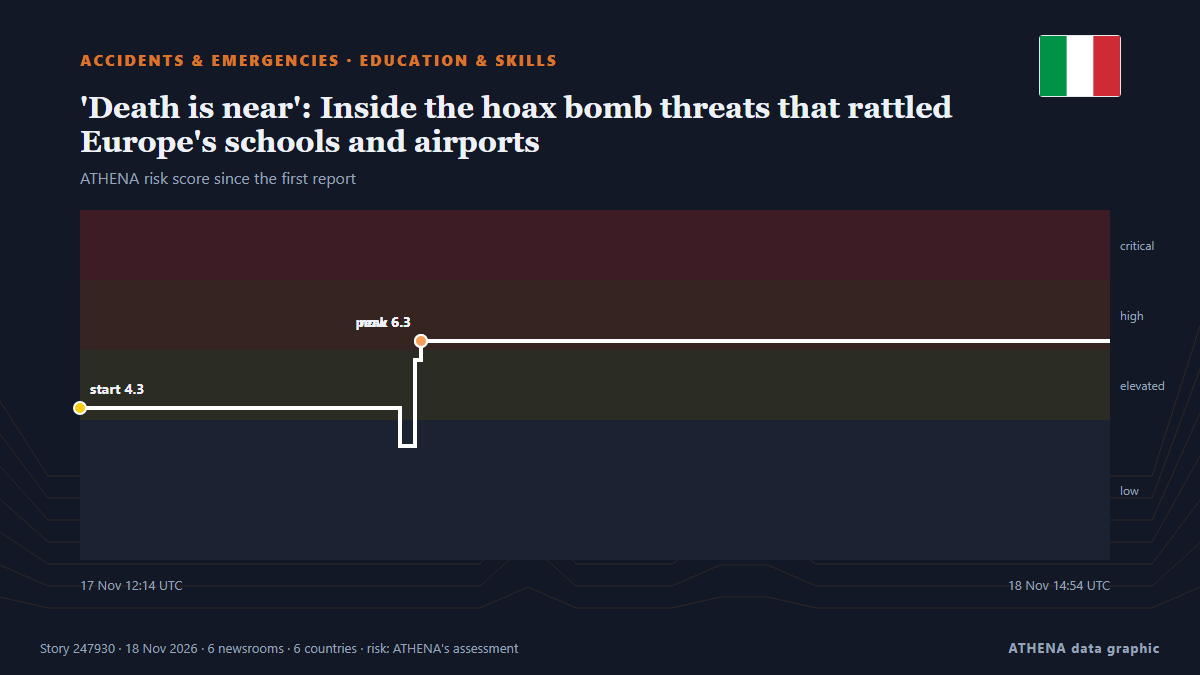 ACCIDENTS & EMERGENCIES · EDUCATION & SKILLS
'Death is near': Inside the hoax bomb threats that rattled
Europe's schools and airports
ATHENA risk score since the first report
critical
peak 6.3
high
start 4.3
elevated
low
17 Nov 12:14 UTC
18 Nov 14:54 UTC
Story 247930 · 18 Nov 2026 · 6 newsrooms · 6 countries · risk: ATHENA's assessment
ATHENA data graphic